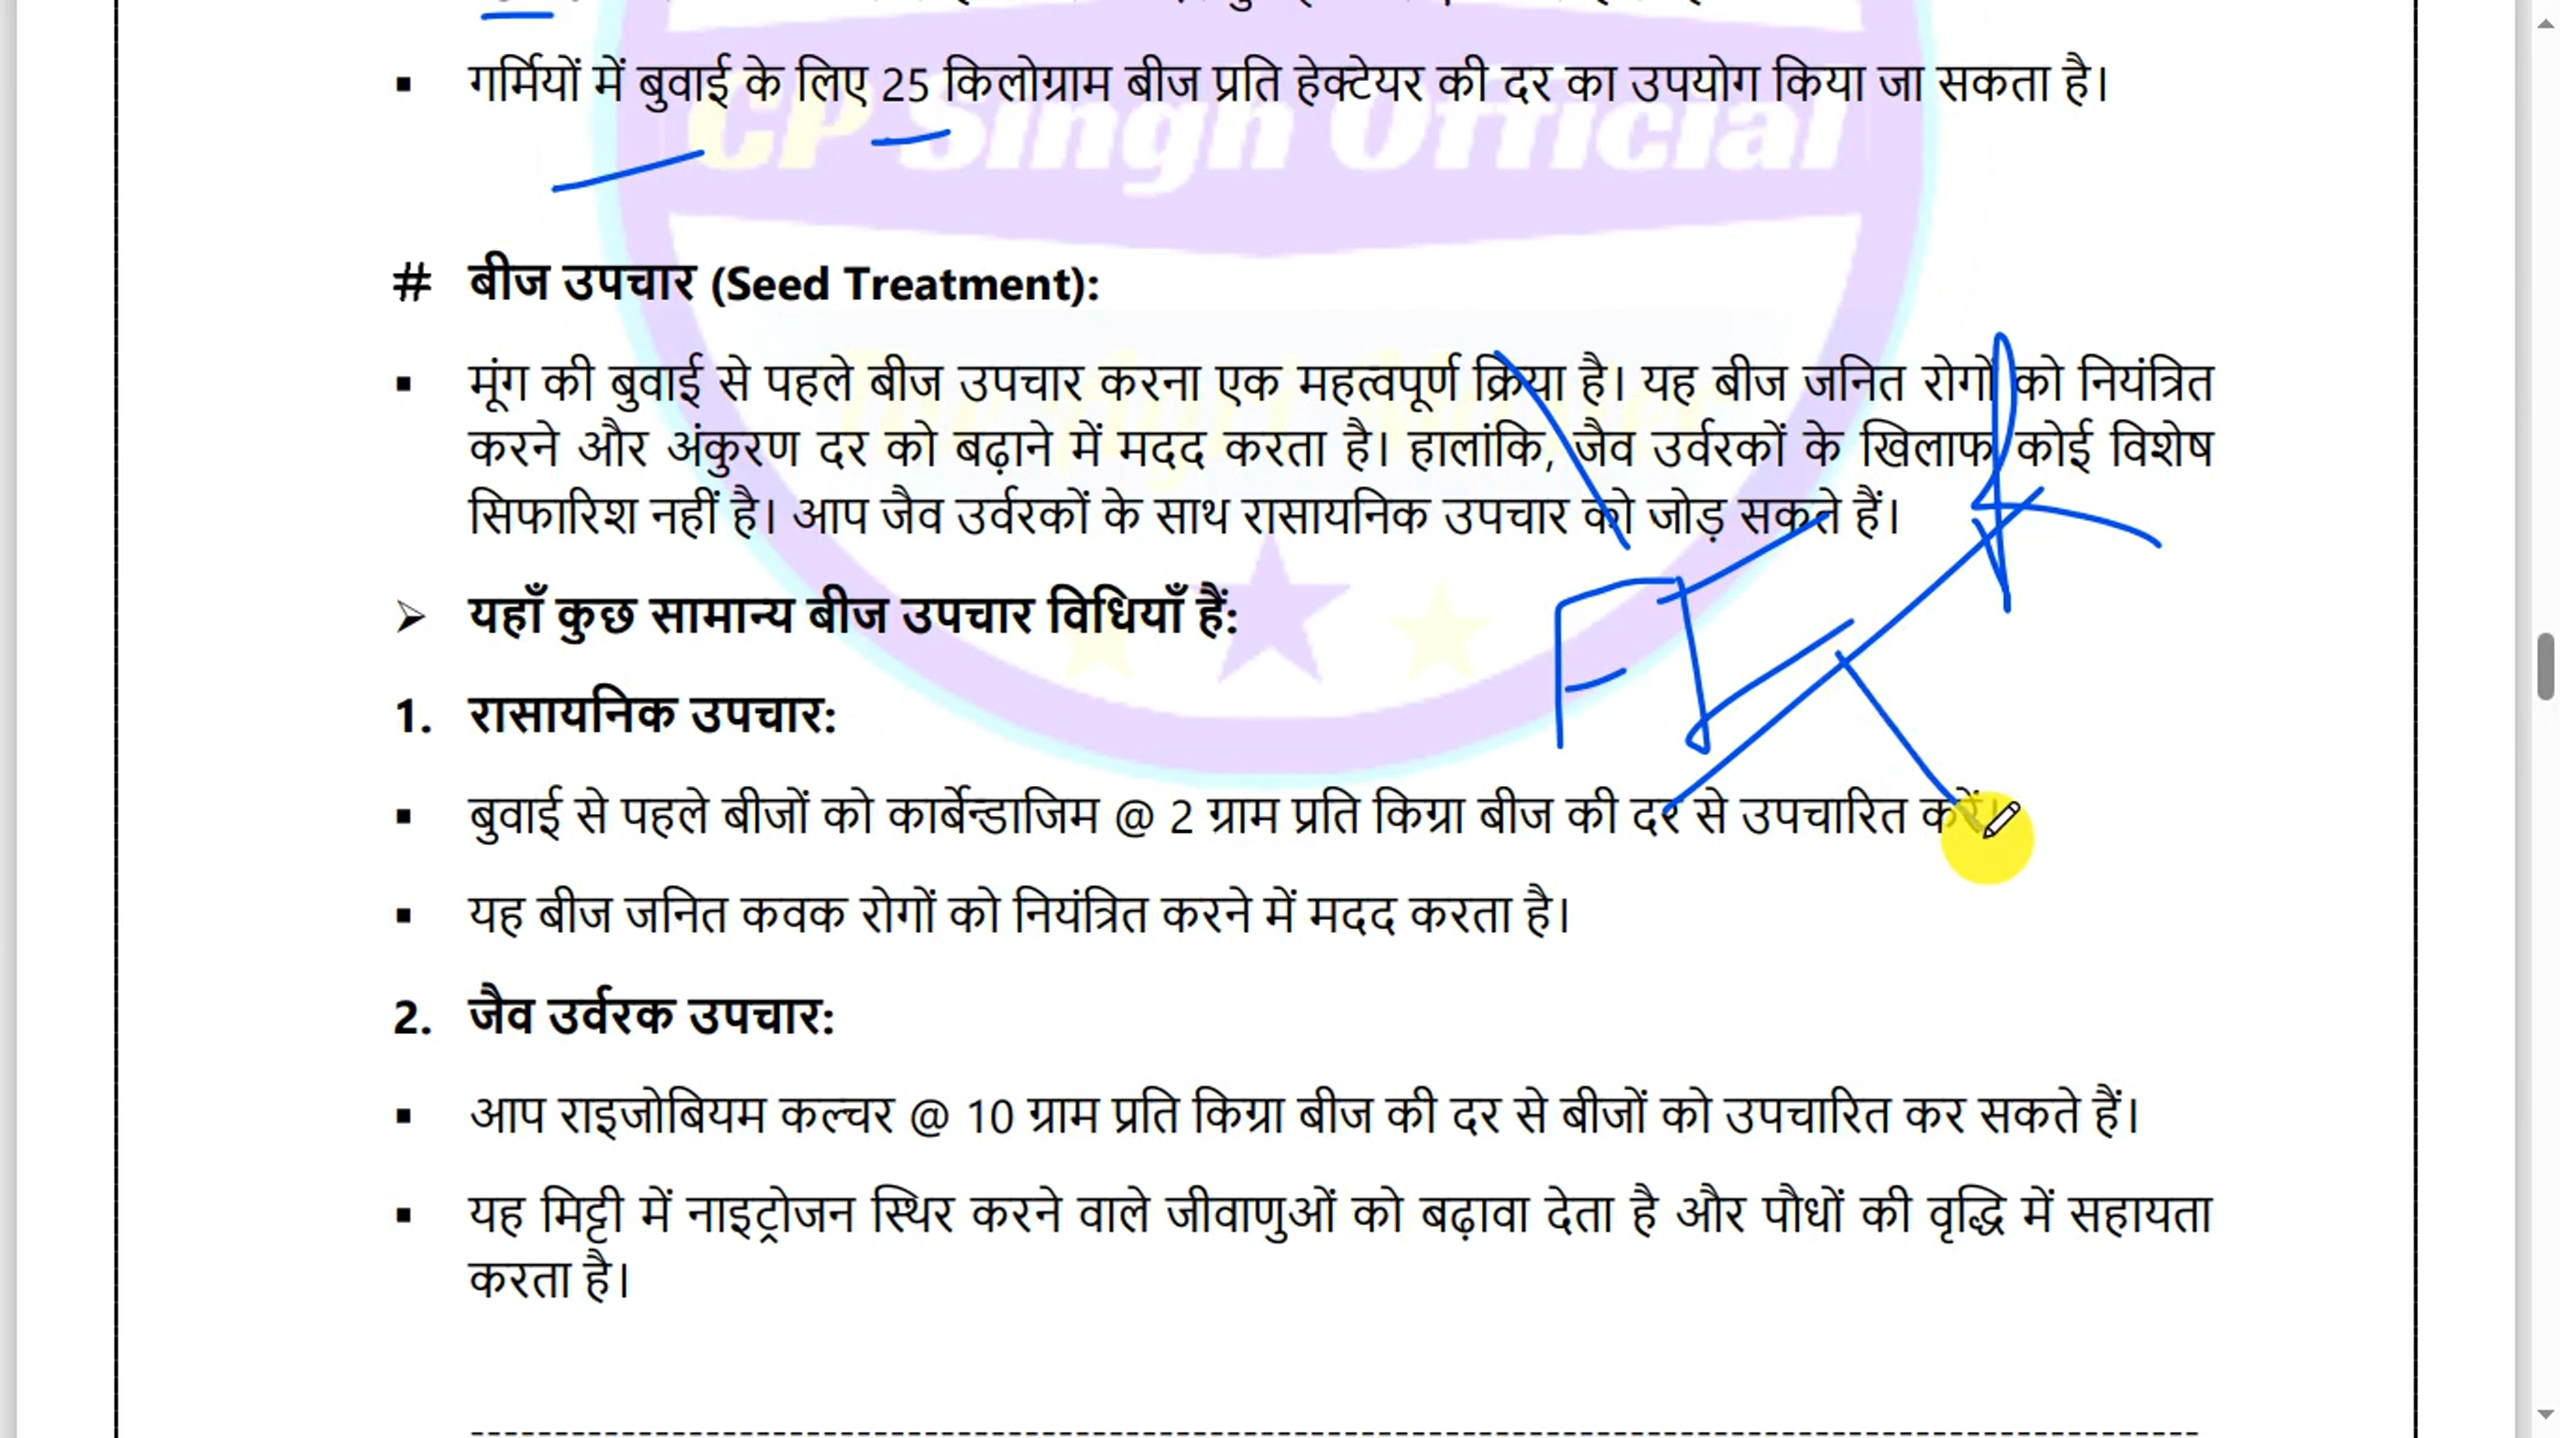 ▪ गर्मियों में बुवाई के लिए 25 किलोग्राम बीज प्रति हेक्टेयर की दर का उपयोग किया जा सकता है।
CP Singh Official
# बीज उपचार (Seed Treatment):
▪ मूंग की बुवाई से पहले बीज उपचार करना एक महत्वपूर्ण क्रिया है। यह बीज जनित रोगों को नियंत्रित
करने और अंकुरण दर को बढ़ाने में मदद करता है। हालांकि, जैव उर्वरकों के खिलाफ कोई विशेष
सिफारिश नहीं है। आप जैव उर्वरकों के साथ रासायनिक उपचार को जोड़ सकते हैं।
➢ यहाँ कुछ सामान्य बीज उपचार विधियाँ हैं:
1. रासायनिक उपचार:
▪ बुवाई से पहले बीजों को कार्बेन्डाजिम @ 2 ग्राम प्रति किग्रा बीज की दर से उपचारित करें।
▪ यह बीज जनित कवक रोगों को नियंत्रित करने में मदद करता है।
2. जैव उर्वरक उपचार:
▪ आप राइजोबियम कल्चर @ 10 ग्राम प्रति किग्रा बीज की दर से बीजों को उपचारित कर सकते हैं।
▪ यह मिट्टी में नाइट्रोजन स्थिर करने वाले जीवाणुओं को बढ़ावा देता है और पौधों की वृद्धि में सहायता
करता है।